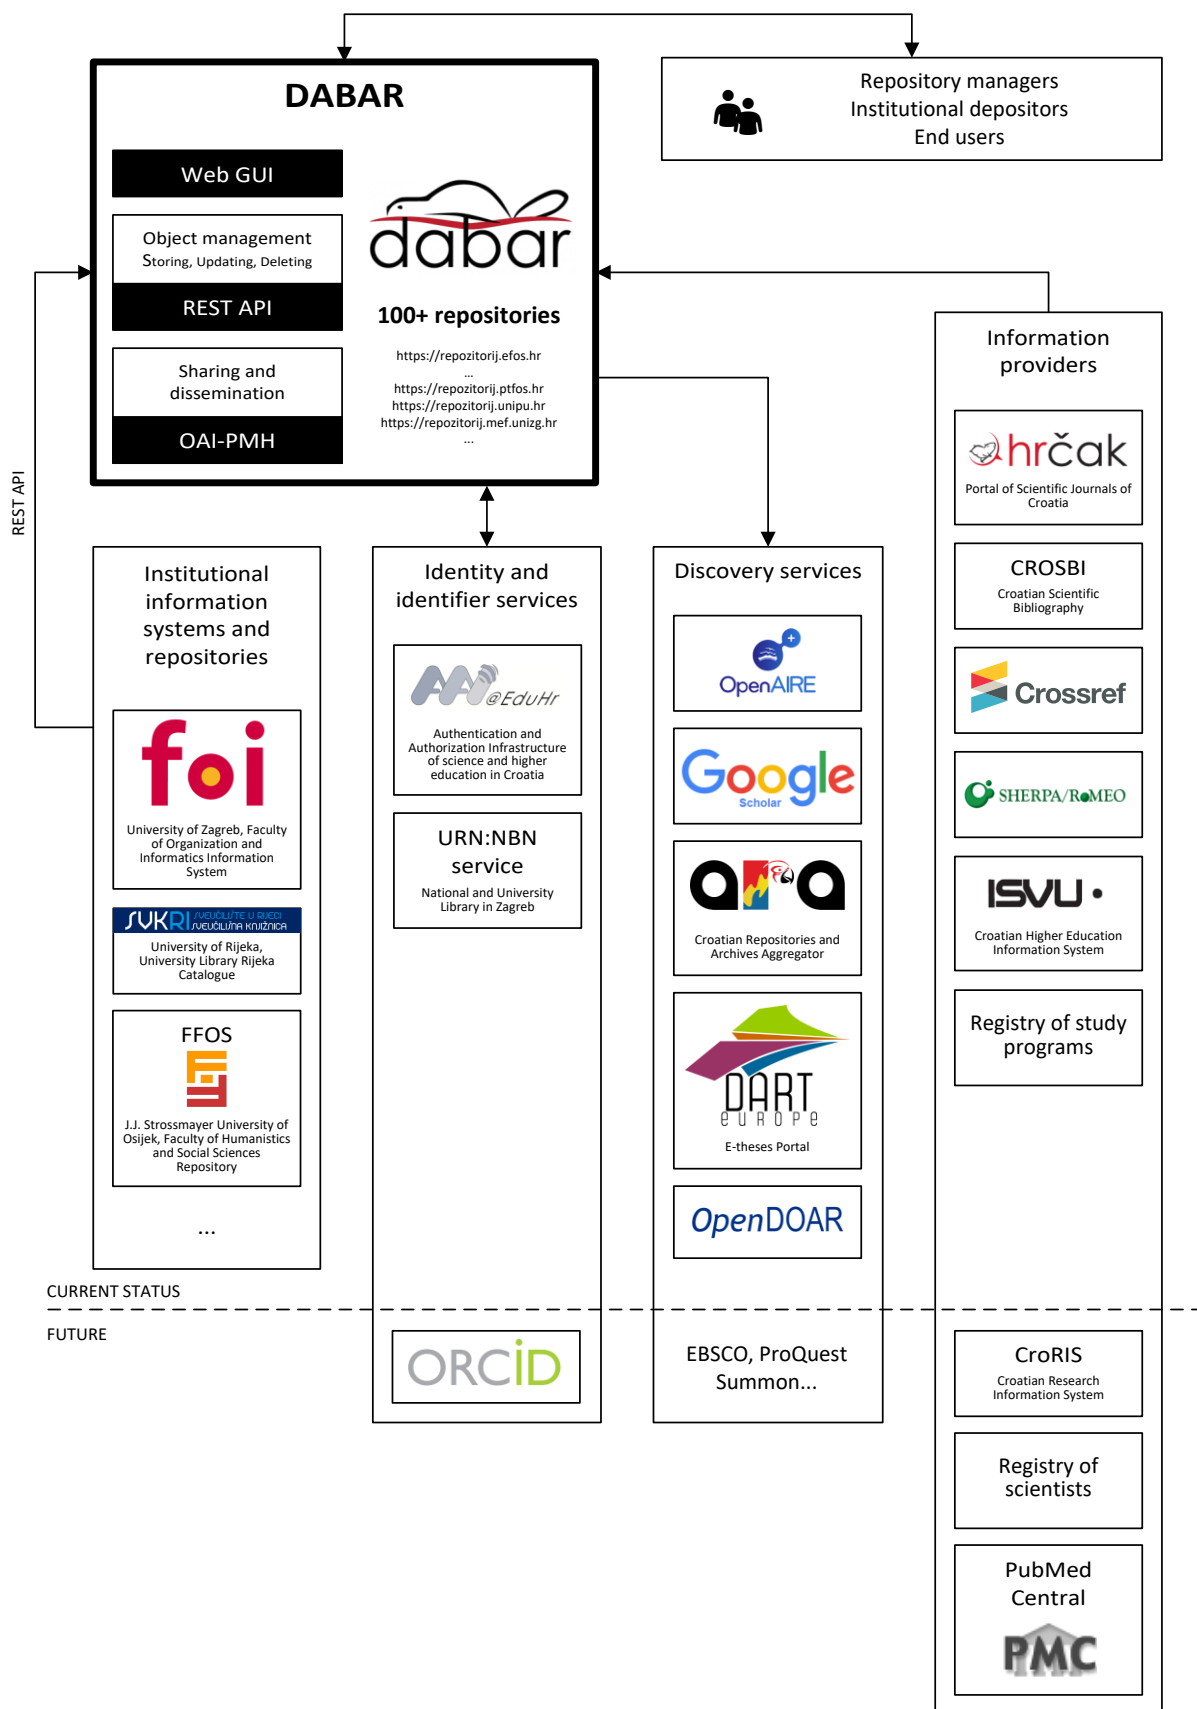 DABAR
Web GUI
Object management
Storing, Updating, Deleting
REST API
Sharing and
dissemination
OAI-PMH
dabar
100+ repositories
https://repozitorij.efos.hr
...
https://repozitorij.ptfos.hr
https://repozitorij.unipu.hr
https://repozitorij.mef.unizg.hr
...
Repository managers
Institutional depositors
End users
REST API
Institutional
information
systems and
repositories
foi
University of Zagreb, Faculty
of Organization and
Informatics Information
System
SVKRI
SVEUČILIŠTE U RIJECI
SVEUČILIŠNA KNJIŽNICA
University of Rijeka,
University Library Rijeka
Catalogue
FFOS
J.J. Strossmayer University of
Osijek, Faculty of Humanistics
and Social Sciences
Repository
...
Identity and
identifier services
AAI@EduHr
Authentication and
Authorization Infrastructure
of science and higher
education in Croatia
URN:NBN
service
National and University
Library in Zagreb
Discovery services
OpenAIRE
Google
Scholar
ara
Croatian Repositories and
Archives Aggregator
DART
europe
E-theses Portal
OpenDOAR
Information
providers
hrčak
Portal of Scientific Journals of
Croatia
CROSBI
Croatian Scientific
Bibliography
Crossref
SHERPA/RoMEO
ISVU
Croatian Higher Education
Information System
Registry of study
programs
CURRENT STATUS
FUTURE
ORCiD
EBSCO, ProQuest
Summon...
CroRIS
Croatian Research
Information System
Registry of
scientists
PubMed
Central
PMC